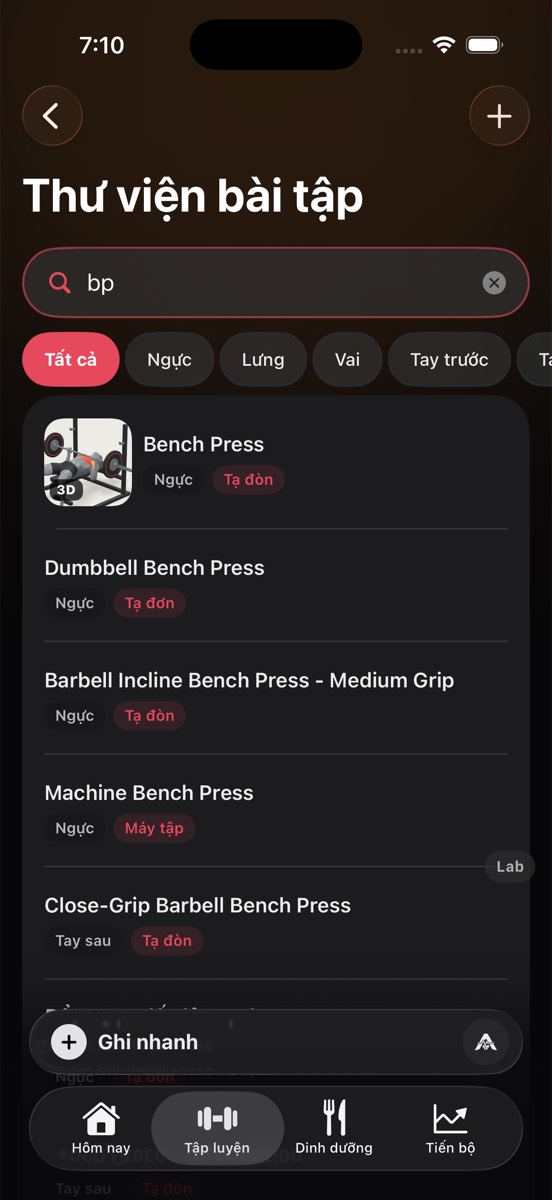 7:10
Thư viện bài tập
bp
Tất cả
Ngực
Lưng
Vai
Tay trước
3D
Bench Press
Ngực
Tạ đòn
Dumbbell Bench Press
Ngực
Tạ đơn
Barbell Incline Bench Press - Medium Grip
Ngực
Tạ đòn
Machine Bench Press
Ngực
Máy tập
Lab
Close-Grip Barbell Bench Press
Tay sau
Tạ đòn
Ghi nhanh
Ngực
Tạ đòn
Hôm nay
Tập luyện
Dinh dưỡng
Tiến bộ
Tay sau
Tạ đòn